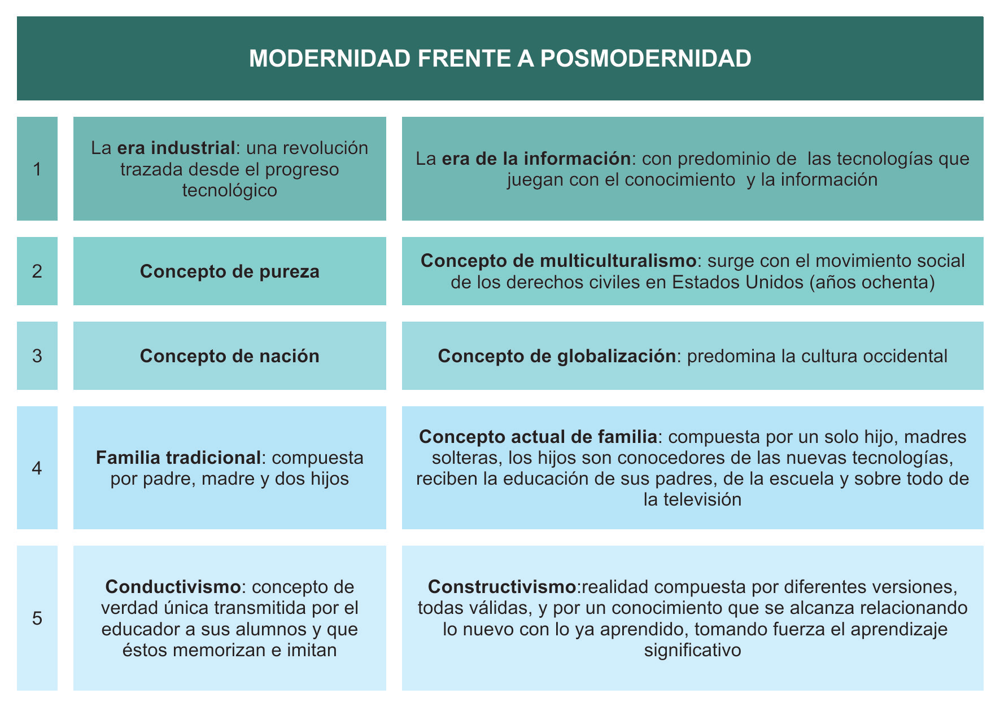 MODERNIDAD FRENTE A POSMODERNIDAD
1
La era industrial: una revolución
trazada desde el progreso
tecnológico
La era de la información: con predominio de  las tecnologías que
juegan con el conocimiento  y la información
2
Concepto de pureza
Concepto de multiculturalismo: surge con el movimiento social
de los derechos civiles en Estados Unidos (años ochenta)
3
Concepto de nación
Concepto de globalización: predomina la cultura occidental
4
Familia tradicional: compuesta
por padre, madre y dos hijos
Concepto actual de familia: compuesta por un solo hijo, madres
solteras, los hijos son conocedores de las nuevas tecnologías,
reciben la educación de sus padres, de la escuela y sobre todo de
la televisión
5
Conductivismo: concepto de
verdad única transmitida por el
educador a sus alumnos y que
éstos memorizan e imitan
Constructivismo:realidad compuesta por diferentes versiones,
todas válidas, y por un conocimiento que se alcanza relacionando
lo nuevo con lo ya aprendido, tomando fuerza el aprendizaje
significativo